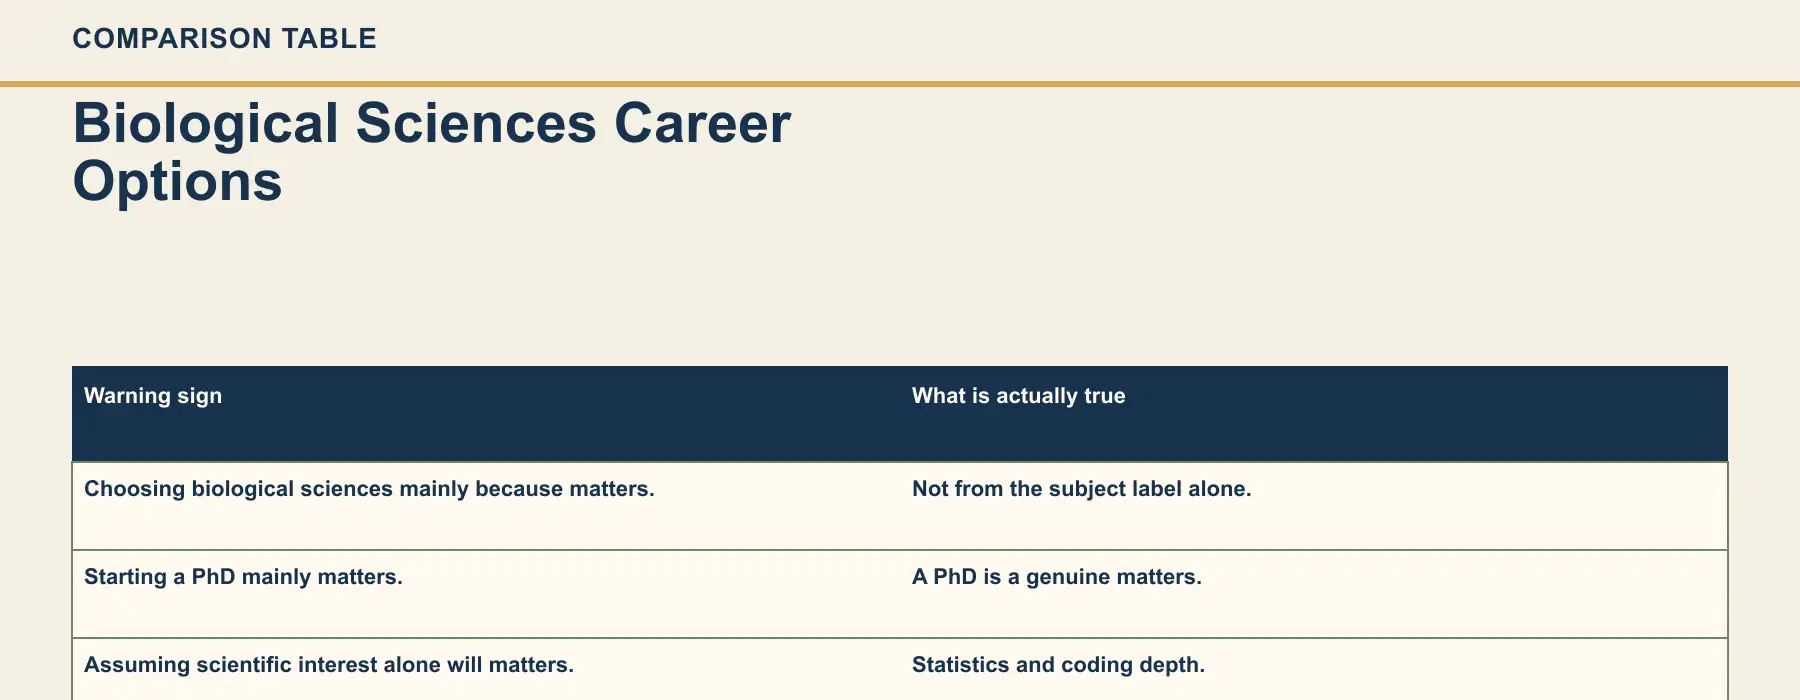 COMPARISON TABLE
Biological Sciences Career
Options
Warning sign
What is actually true
Choosing biological sciences mainly because matters.
Not from the subject label alone.
Starting a PhD mainly matters.
A PhD is a genuine matters.
Assuming scientific interest alone will matters.
Statistics and coding depth.